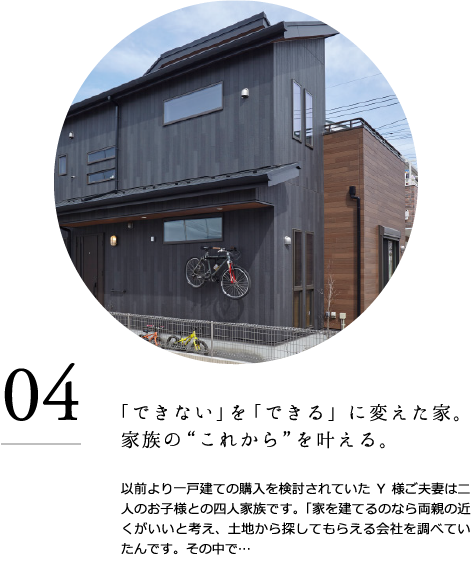 04
「できない」を「できる」に変えた家。
家族の“これから”を叶える。
以前より一戸建ての購入を検討されていた Y 様ご夫妻は二
人のお子様との四人家族です。「家を建てるのなら両親の近
くがいいと考え、土地から探してもらえる会社を調べてい
たんです。その中で…